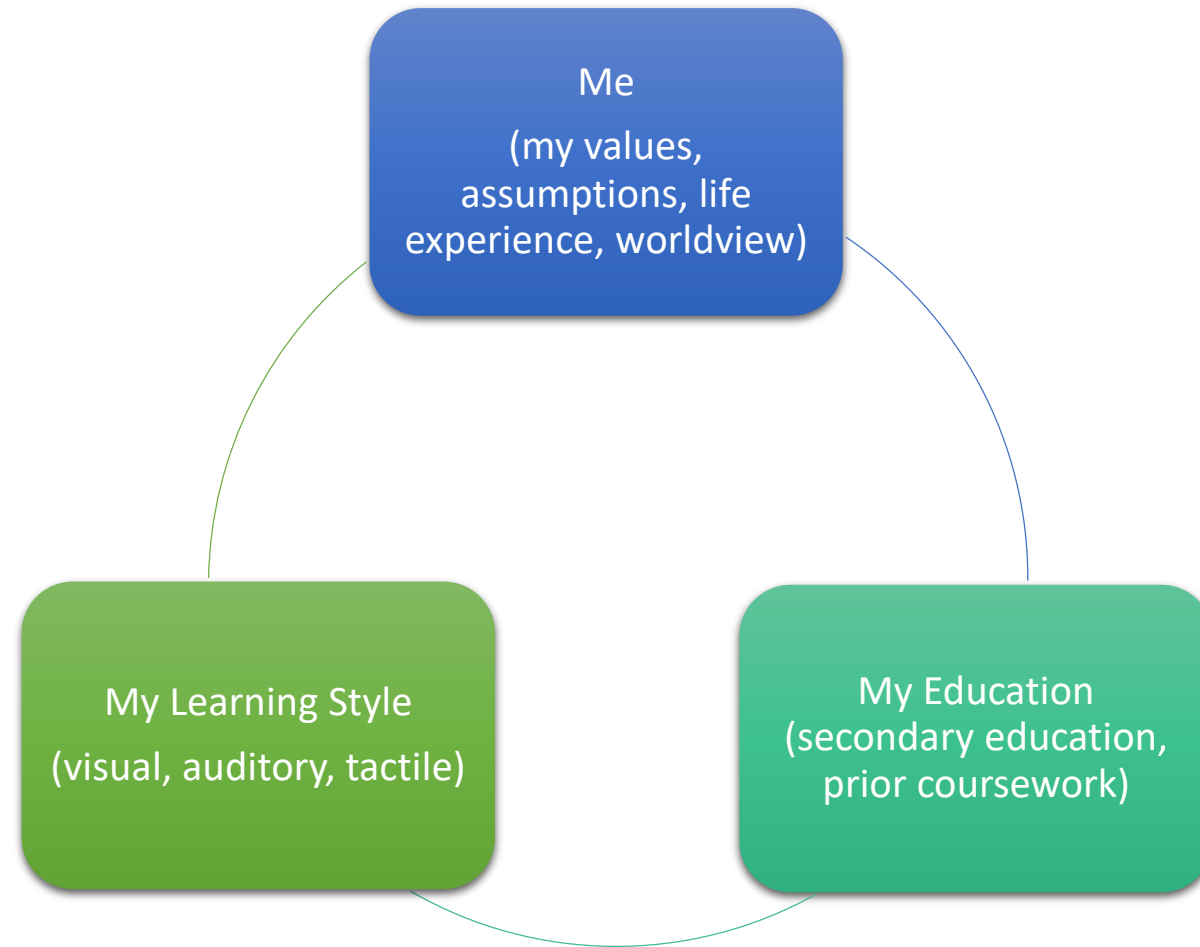 Me
(my values,
assumptions, life
experience, worldview)
My Learning Style
(visual, auditory, tactile)
My Education
(secondary education,
prior coursework)